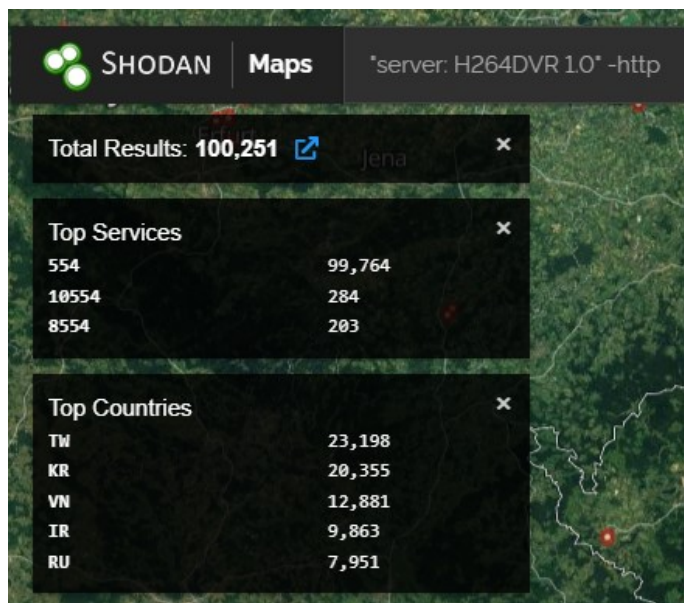 SHODAN Maps "server: H264DVR 1.0" -http
Erfurt
Total Results: 100,251
Jena
Top Services
554 99,764
10554 284
8554 203
Top Countries
TW 23,198
KR 20,355
VN 12,881
IR 9,863
RU 7,951